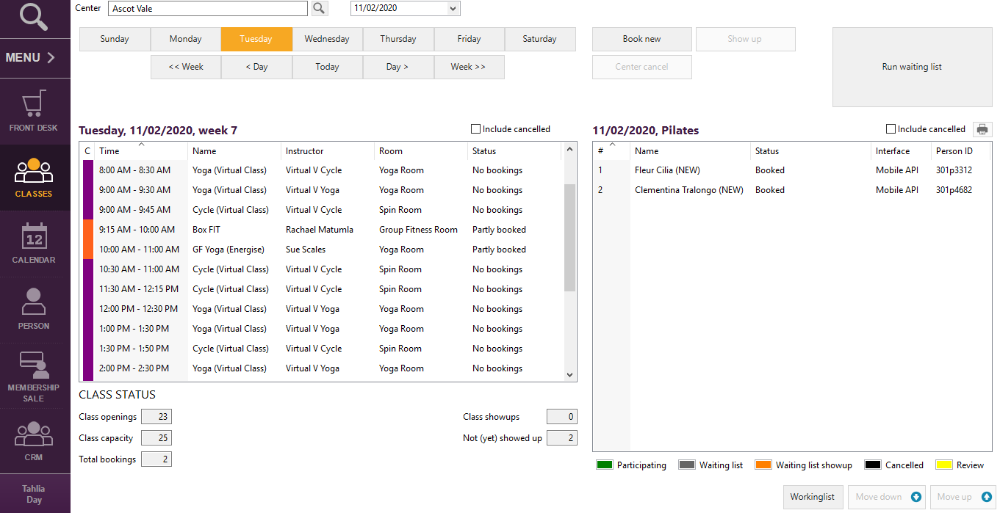 Center Ascot Vale 11/02/2020
MENU
FRONT DESK
CLASSES
12
CALENDAR
PERSON
MEMBERSHIP
SALE
CRM
Tahlia
Day
Sunday Monday Tuesday Wednesday Thursday Friday Saturday
<< Week < Day Today Day > Week >>
Book new Show up
Center cancel
Run waiting list
Tuesday, 11/02/2020, week 7 Include cancelled
C Time Name Instructor Room Status
8:00 AM - 8:30 AM Yoga (Virtual Class) Virtual V Cycle Yoga Room No bookings
9:00 AM - 9:30 AM Yoga (Virtual Class) Virtual V Yoga Yoga Room No bookings
9:00 AM - 9:45 AM Cycle (Virtual Class) Virtual V Cycle Spin Room No bookings
9:15 AM - 10:00 AM Box FIT Rachael Matumla Group Fitness Room Partly booked
10:00 AM - 11:00 AM GF Yoga (Energise) Sue Scales Yoga Room Partly booked
10:30 AM - 11:00 AM Cycle (Virtual Class) Virtual V Cycle Spin Room No bookings
11:30 AM - 12:15 PM Cycle (Virtual Class) Virtual V Cycle Spin Room No bookings
12:00 PM - 12:30 PM Yoga (Virtual Class) Virtual V Yoga Yoga Room No bookings
1:00 PM - 1:30 PM Yoga (Virtual Class) Virtual V Yoga Yoga Room No bookings
1:30 PM - 1:50 PM Cycle (Virtual Class) Virtual V Cycle Spin Room No bookings
2:00 PM - 2:30 PM Yoga (Virtual Class) Virtual V Yoga Yoga Room No bookings
CLASS STATUS
Class openings 23 Class showups 0
Class capacity 25 Not (yet) showed up 2
Total bookings 2
11/02/2020, Pilates Include cancelled
# Name Status Interface Person ID
1 Fleur Cilia (NEW) Booked Mobile API 301p3312
2 Clementina Tralongo (NEW) Booked Mobile API 301p4682
Participating Waiting list Waiting list showup Cancelled Review
Workinglist Move down Move up